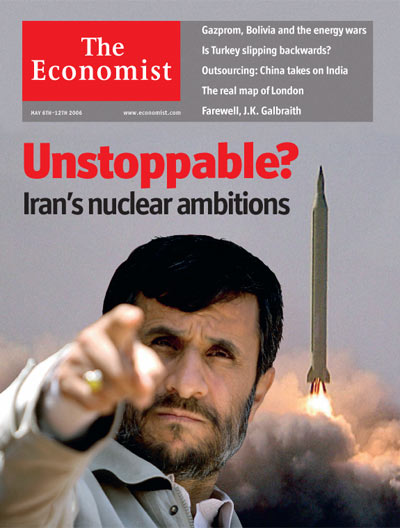 The
Economist
MAY 6TH–12TH 2006
www.economist.com
Gazprom, Bolivia and the energy wars
Is Turkey slipping backwards?
Outsourcing: China takes on India
The real map of London
Farewell, J.K. Galbraith
Unstoppable?
Iran's nuclear ambitions